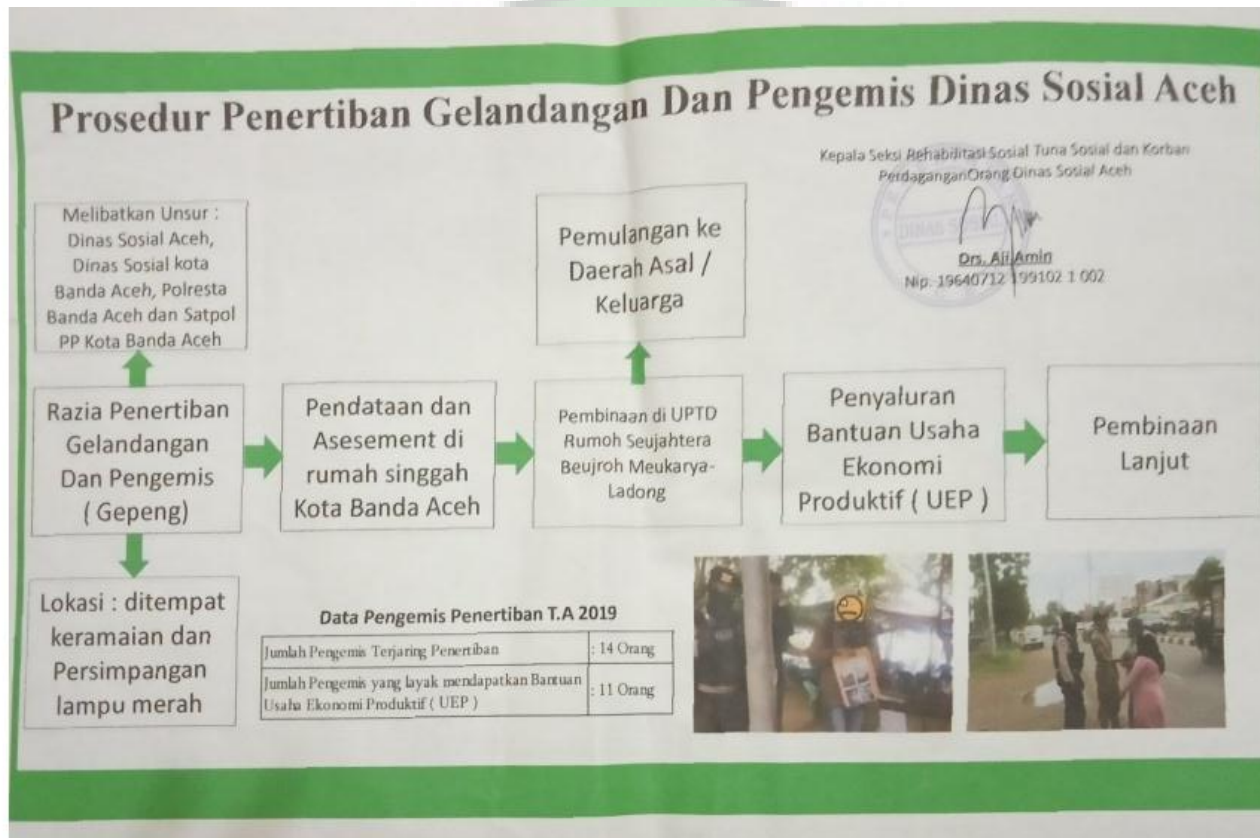 Prosedur Penertiban Gelandangan Dan Pengemis Dinas Sosial Aceh
Kepala Seksi Rehabilitasi Sosial Tuna Sosial dan Korban
PerdaganganOrang Dinas Sosial Aceh
DINAS SOSIAL
Drs. Aji Amin
Nip. 19640712 199102 1 002
Melibatkan Unsur :
Dinas Sosial Aceh,
Dinas Sosial kota
Banda Aceh, Polresta
Banda Aceh dan Satpol
PP Kota Banda Aceh
Pemulangan ke
Daerah Asal /
Keluarga
Razia Penertiban
Gelandangan
Dan Pengemis
( Gepeng)
Pendataan dan
Asesement di
rumah singgah
Kota Banda Aceh
Pembinaan di UPTD
Rumoh Seujahtera
Beujroh Meukarya-
Ladong
Penyaluran
Bantuan Usaha
Ekonomi
Produktif ( UEP )
Pembinaan
Lanjut
Lokasi : ditempat
keramaian dan
Persimpangan
lampu merah
Data Pengemis Penertiban T.A 2019
Jumlah Pengemis Terjaring Penertiban : 14 Orang
Jumlah Pengemis yang layak mendapatkan Bantuan
Usaha Ekonomi Produktif ( UEP ) : 11 Orang